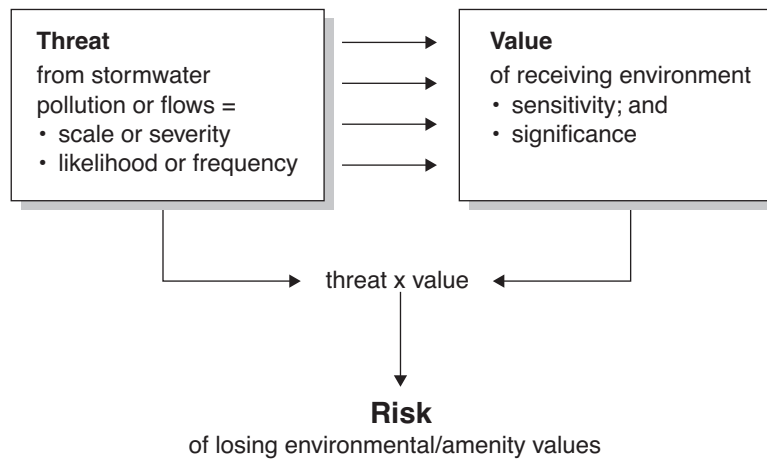 Threat
from stormwater
pollution or flows =
• scale or severity
• likelihood or frequency
Value
of receiving environment
• sensitivity; and
• significance
threat x value
Risk
of losing environmental/amenity values